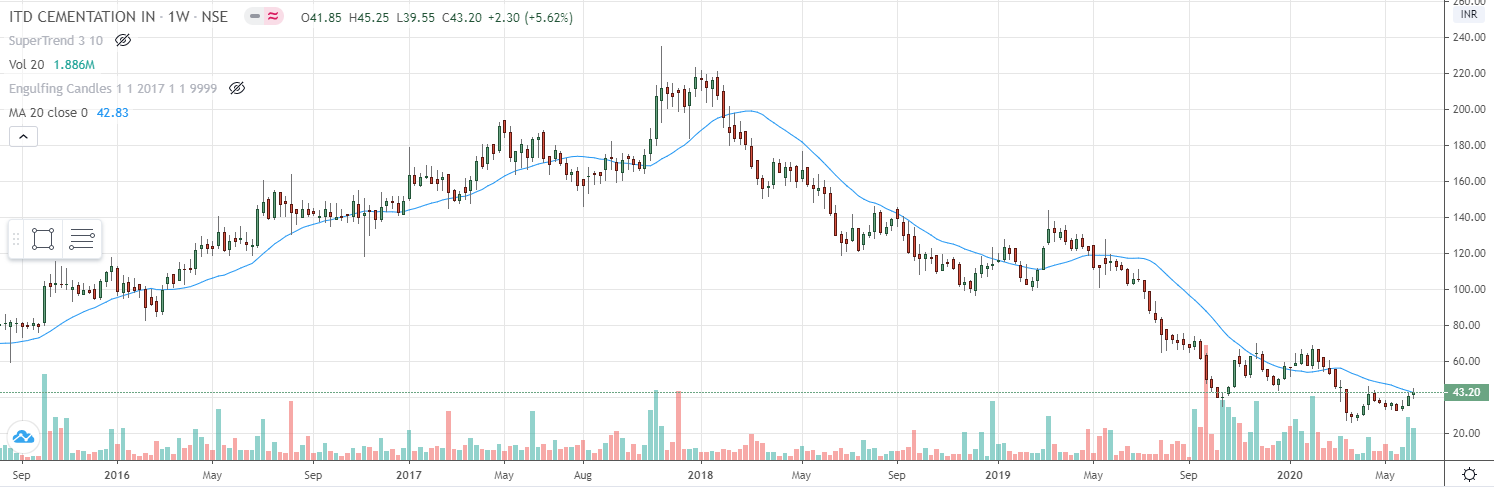 ITD CEMENTATION IN · 1W · NSE O41.85 H45.25 L39.55 C43.20 +2.30 (+5.62%)
SuperTrend 3 10
Vol 20 1.886M
Engulfing Candles 1 1 2017 1 1 9999
MA 20 close 0 42.83
260.00
INR
240.00
220.00
200.00
180.00
160.00
140.00
120.00
100.00
80.00
60.00
43.20
20.00
Sep 2016 May Sep 2017 May Aug 2018 May Sep 2019 May Sep 2020 May